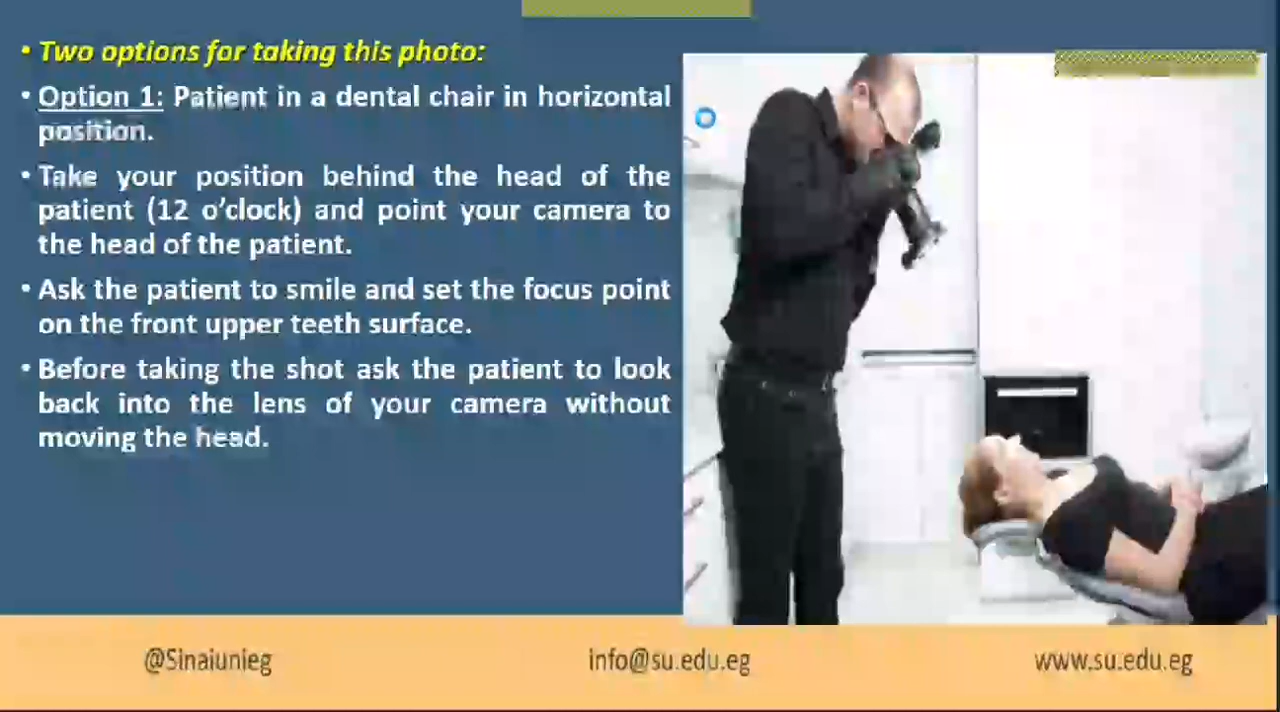 • Two options for taking this photo:
• Option 1: Patient in a dental chair in horizontal
position.
• Take your position behind the head of the
patient (12 o’clock) and point your camera to
the head of the patient.
• Ask the patient to smile and set the focus point
on the front upper teeth surface.
• Before taking the shot ask the patient to look
back into the lens of your camera without
moving the head.
@Sinaiunieg
info@su.edu.eg
www.su.edu.eg